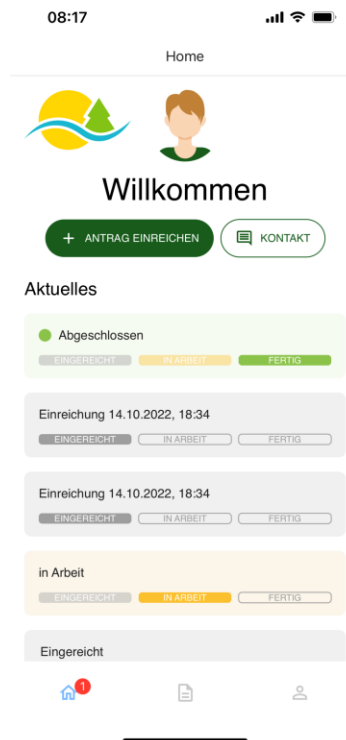 08:17
Home
Willkommen
+ ANTRAG EINREICHEN
KONTAKT
Aktuelles
Abgeschlossen
EINGEREICHT IN ARBEIT FERTIG
Einreichung 14.10.2022, 18:34
EINGEREICHT IN ARBEIT FERTIG
Einreichung 14.10.2022, 18:34
EINGEREICHT IN ARBEIT FERTIG
in Arbeit
EINGEREICHT IN ARBEIT FERTIG
Eingereicht
1